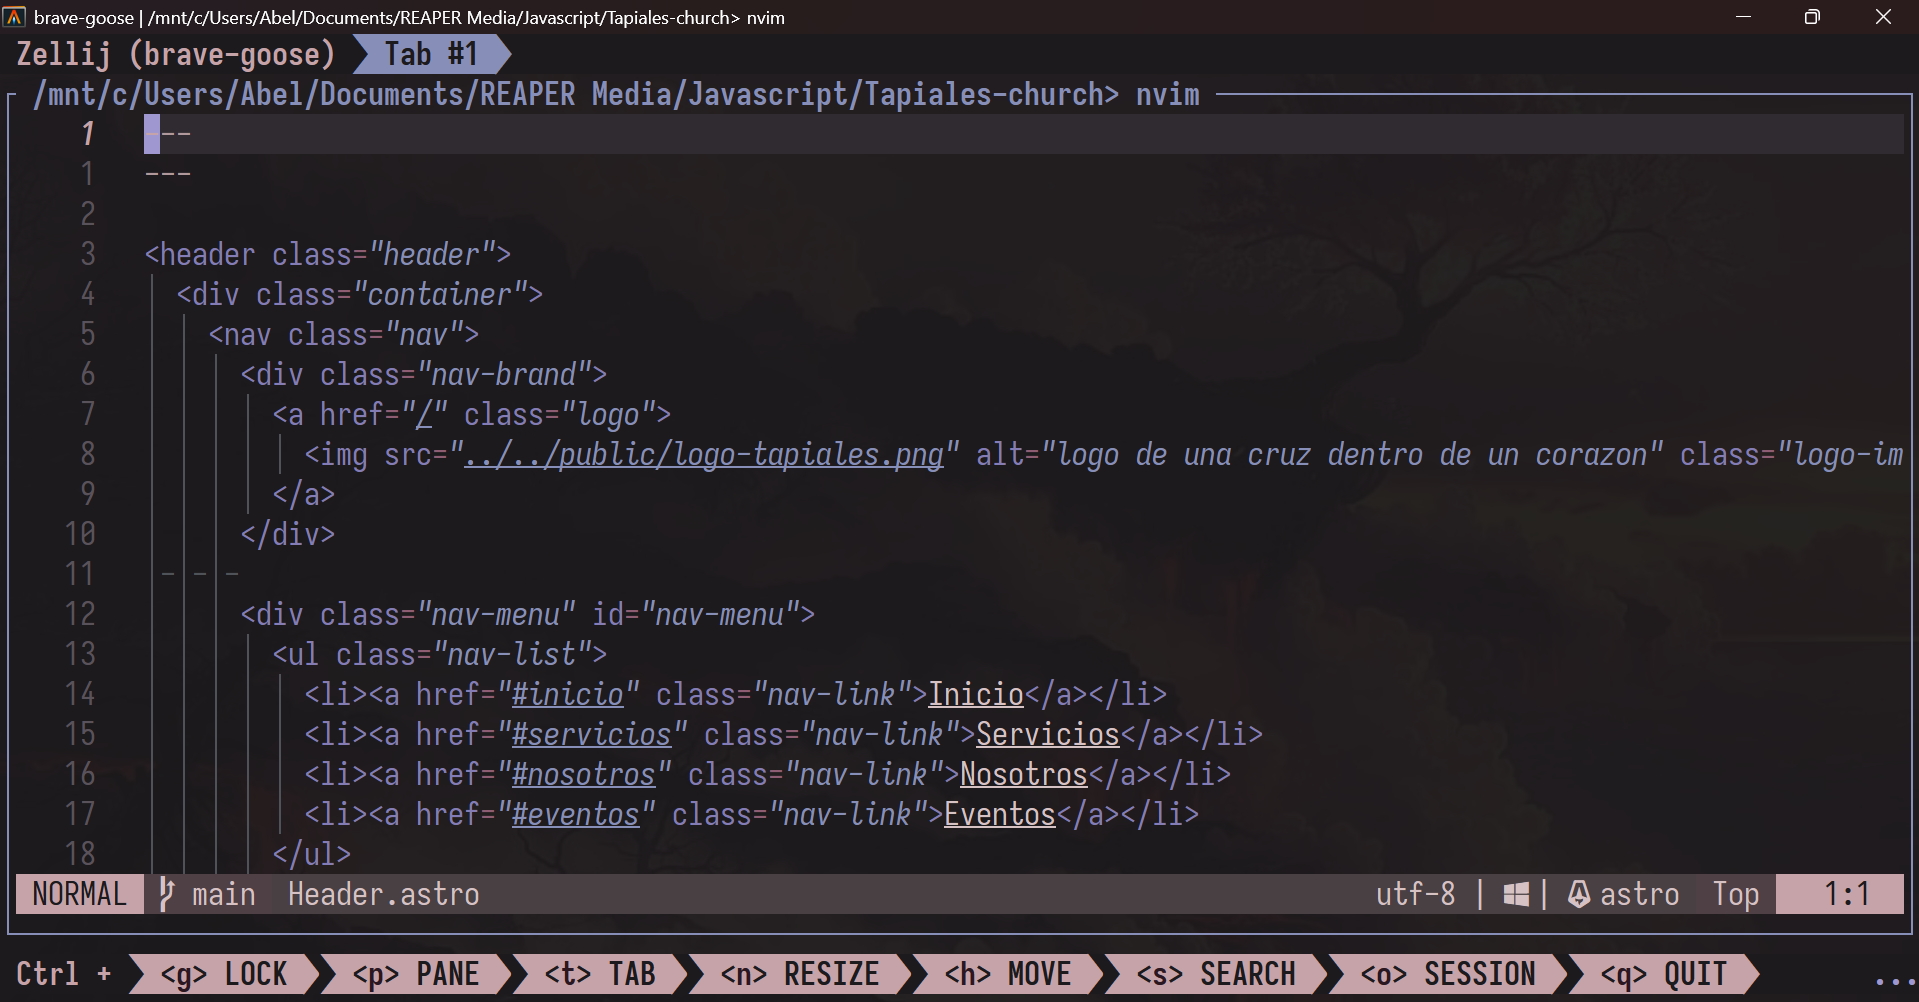 brave-goose | /mnt/c/Users/Abel/Documents/REAPER Media/Javascript/Tapiales-church> nvim
Zellij (brave-goose) Tab #1
/mnt/c/Users/Abel/Documents/REAPER Media/Javascript/Tapiales-church> nvim
1 ---
1 ---
2
3 <header class="header">
4 <div class="container">
5 <nav class="nav">
6 <div class="nav-brand">
7 <a href="/" class="logo">
8 <img src="../../public/logo-tapiales.png" alt="logo de una cruz dentro de un corazon" class="logo-im
9 </a>
10 </div>
11 - - -
12 <div class="nav-menu" id="nav-menu">
13 <ul class="nav-list">
14 <li><a href="#inicio" class="nav-link">Inicio</a></li>
15 <li><a href="#servicios" class="nav-link">Servicios</a></li>
16 <li><a href="#nosotros" class="nav-link">Nosotros</a></li>
17 <li><a href="#eventos" class="nav-link">Eventos</a></li>
18 </ul>
NORMAL main Header.astro utf-8 | | astro Top 1:1
Ctrl + <g> LOCK <p> PANE <t> TAB <n> RESIZE <h> MOVE <s> SEARCH <o> SESSION <q> QUIT ...